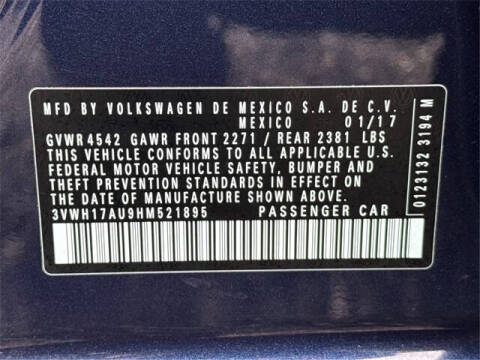 MFD BY VOLKSWAGEN DE MEXICO S.A. DE C.V.
MEXICO 01/17
GVWR 4542 GAWR FRONT 2271 / REAR 2381 LBS
THIS VEHICLE CONFORMS TO ALL APPLICABLE U.S.
FEDERAL MOTOR VEHICLE SAFETY, BUMPER AND
THEFT PREVENTION STANDARDS IN EFFECT ON THE
DATE OF MANUFACTURE SHOWN ABOVE.
3VWH17AU9HM521895 PASSENGER CAR
0123132 3194 M